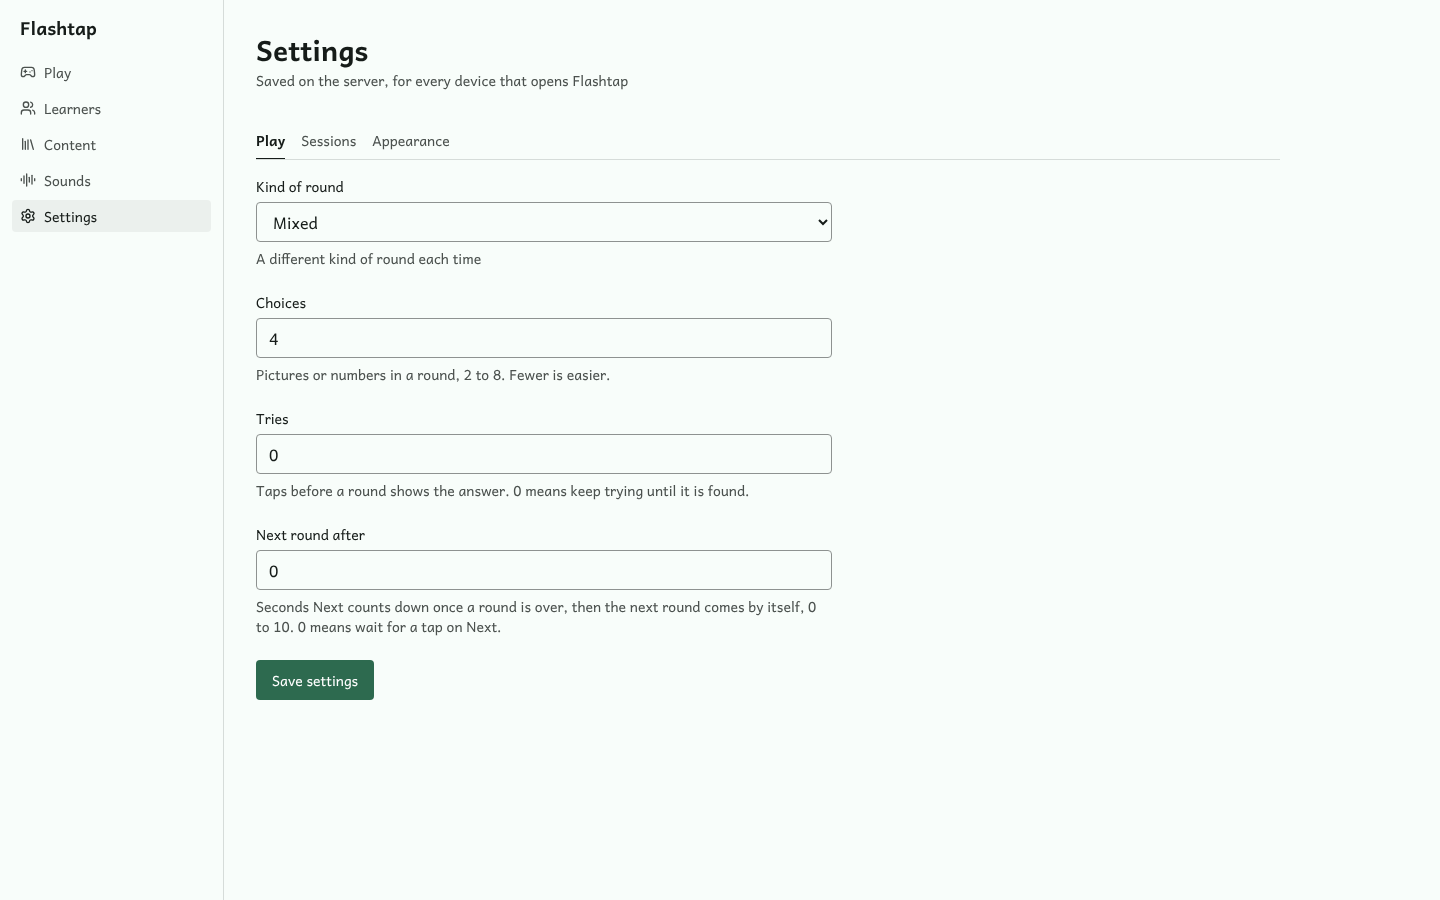 Flashtap
Play
Learners
Content
Sounds
Settings
Settings
Saved on the server, for every device that opens Flashtap
Play Sessions Appearance
Kind of round
Mixed
A different kind of round each time
Choices
4
Pictures or numbers in a round, 2 to 8. Fewer is easier.
Tries
0
Taps before a round shows the answer. 0 means keep trying until it is found.
Next round after
0
Seconds Next counts down once a round is over, then the next round comes by itself, 0
to 10. 0 means wait for a tap on Next.
Save settings